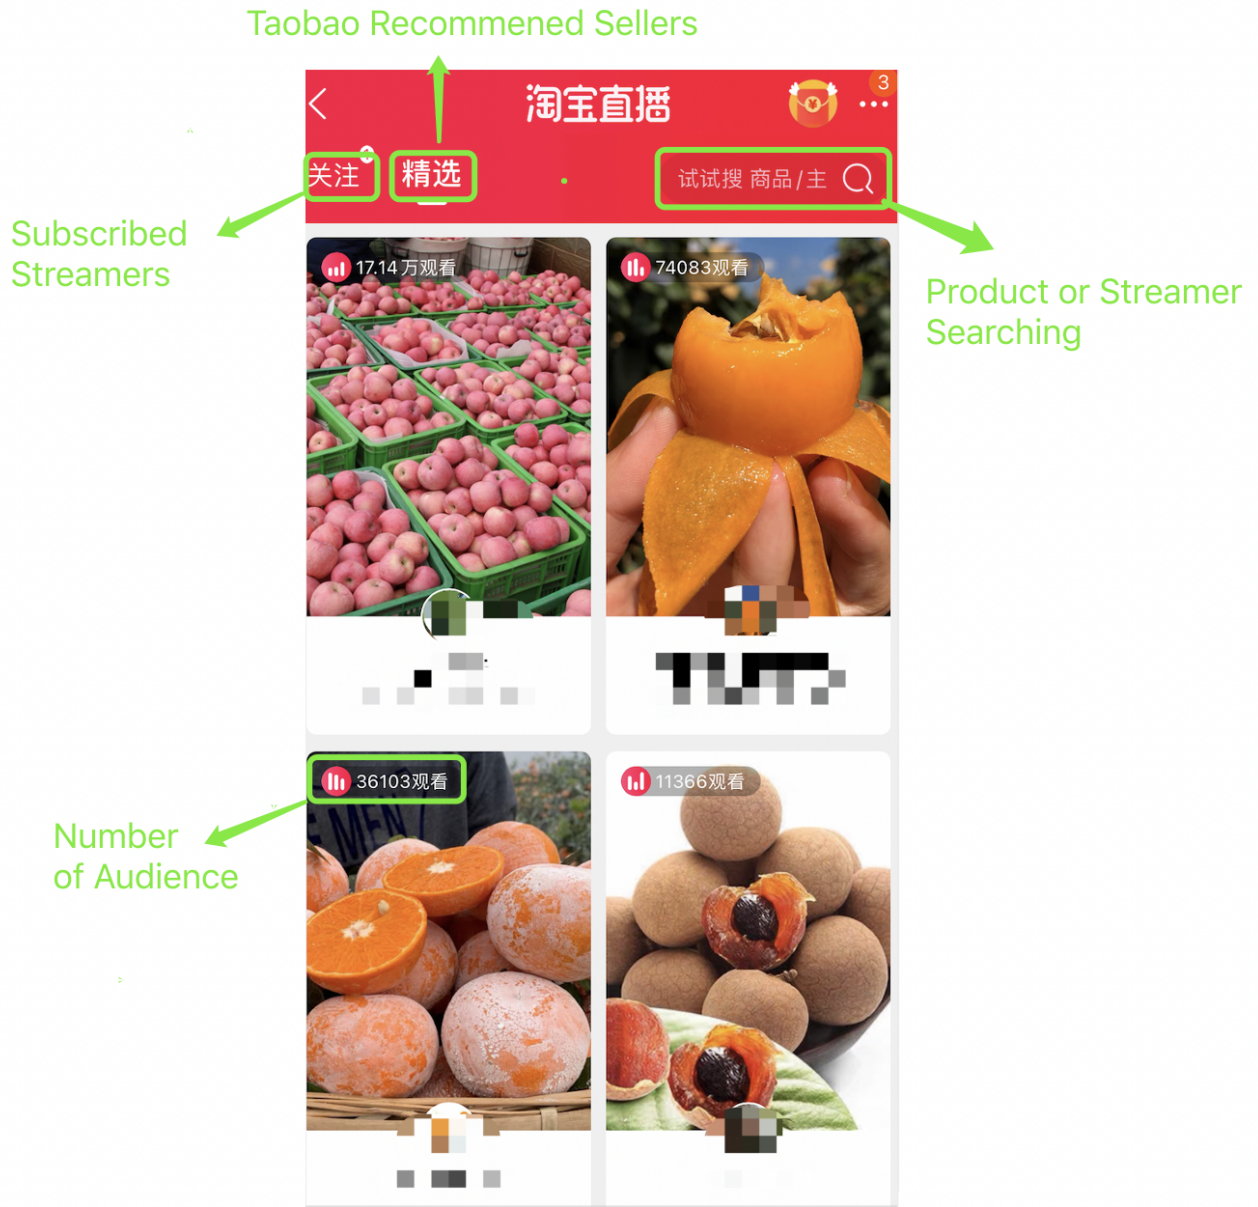 Taobao Recommened Sellers
淘宝直播
3
关注
精选
试试搜 商品/主
Subscribed
Streamers
Product or Streamer
Searching
17.14万观看
74083观看
36103观看
11366观看
Number
of Audience